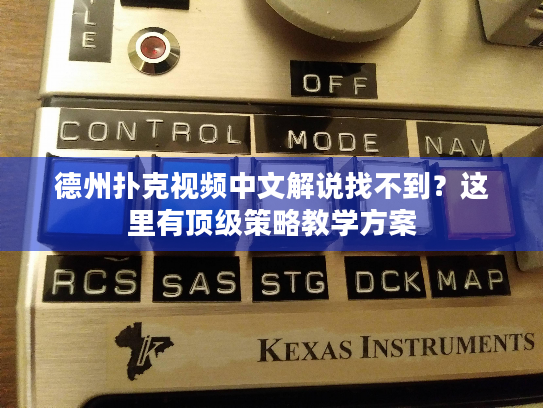 YLE
OFF
CONTROL MODE NAV
德州扑克视频中文解说找不到？这
里有顶级策略教学方案
RCS SAS STG DCK MAP
KEXAS INSTRUMENTS